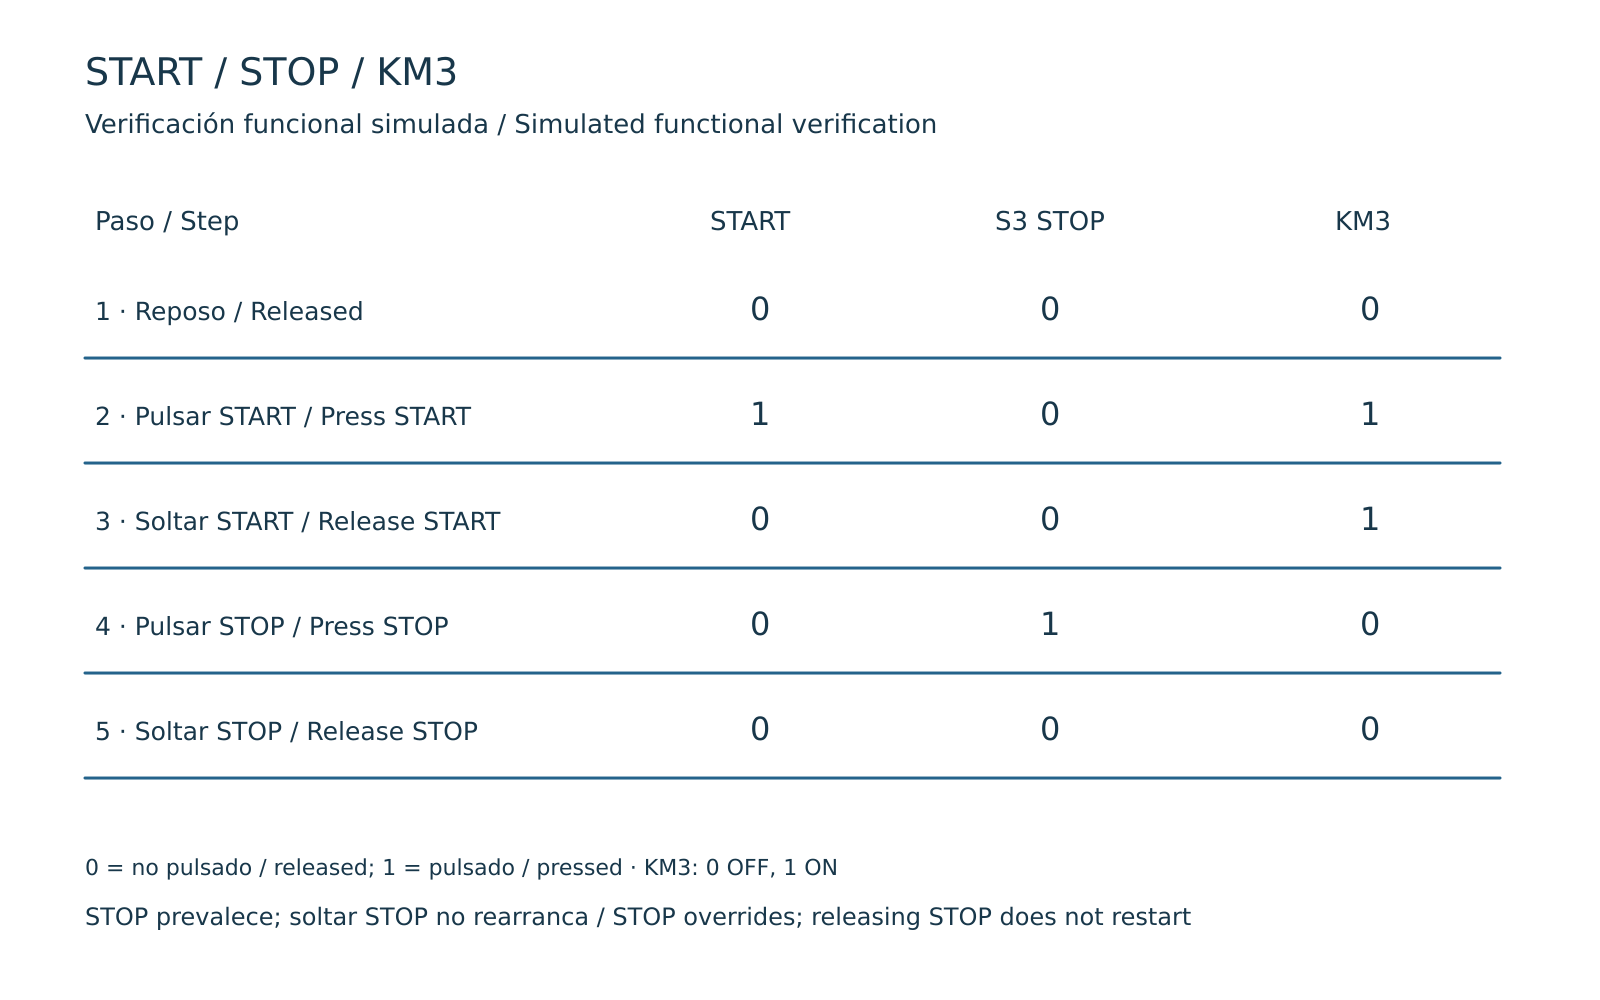 START / STOP / KM3
Verificación funcional simulada / Simulated functional verification
Paso / Step START S3 STOP KM3
1 · Reposo / Released 0 0 0
2 · Pulsar START / Press START 1 0 1
3 · Soltar START / Release START 0 0 1
4 · Pulsar STOP / Press STOP 0 1 0
5 · Soltar STOP / Release STOP 0 0 0
0 = no pulsado / released; 1 = pulsado / pressed · KM3: 0 OFF, 1 ON
STOP prevalece; soltar STOP no rearranca / STOP overrides; releasing STOP does not restart